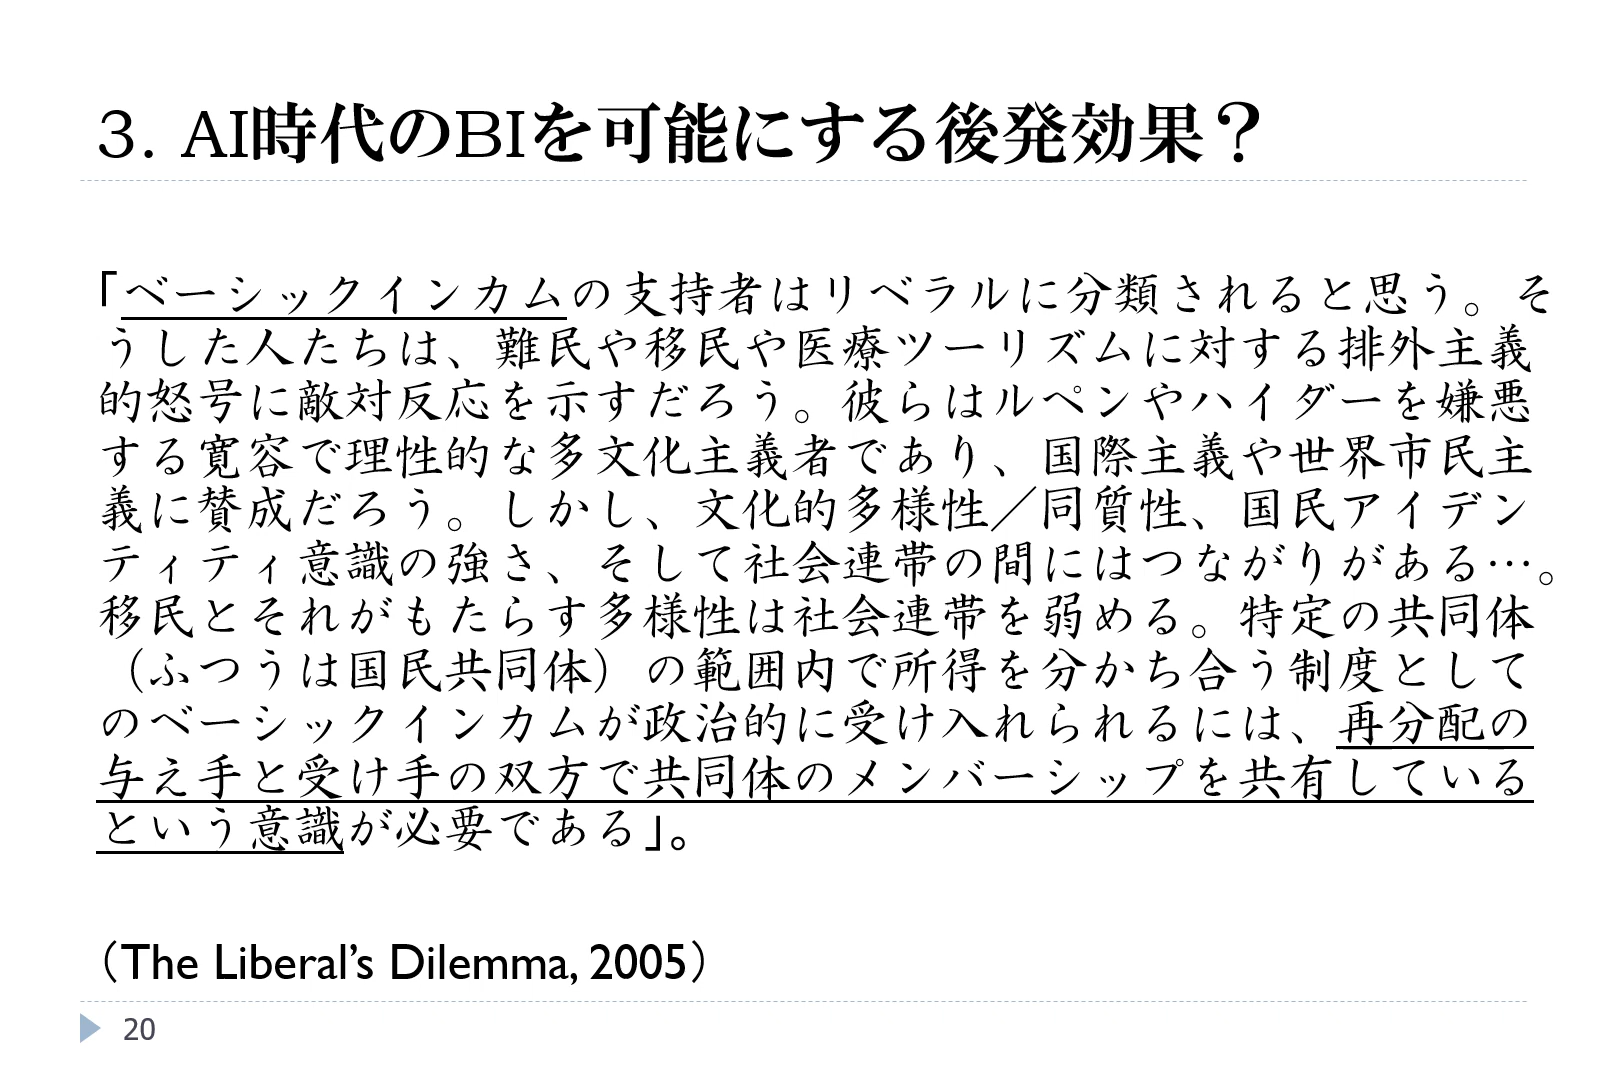 3. AI時代のBIを可能にする後発効果？
「ベーシックインカムの支持者はリベラルに分類されると思う。そ
うした人たちは、難民や移民や医療ツーリズムに対する排外主義
的怒号に敵対反応を示すだろう。彼らはルペンやハイダーを嫌悪
する寛容で理性的な多文化主義者であり、国際主義や世界市民主
義に賛成だろう。しかし、文化的多様性／同質性、国民アイデン
ティティ意識の強さ、そして社会連帯の間にはつながりがある…。
移民とそれがもたらす多様性は社会連帯を弱める。特定の共同体
（ふつうは国民共同体）の範囲内で所得を分かち合う制度として
のベーシックインカムが政治的に受け入れられるには、再分配の
与え手と受け手の双方で共同体のメンバーシップを共有している
という意識が必要である」。
（The Liberal’s Dilemma, 2005）
20